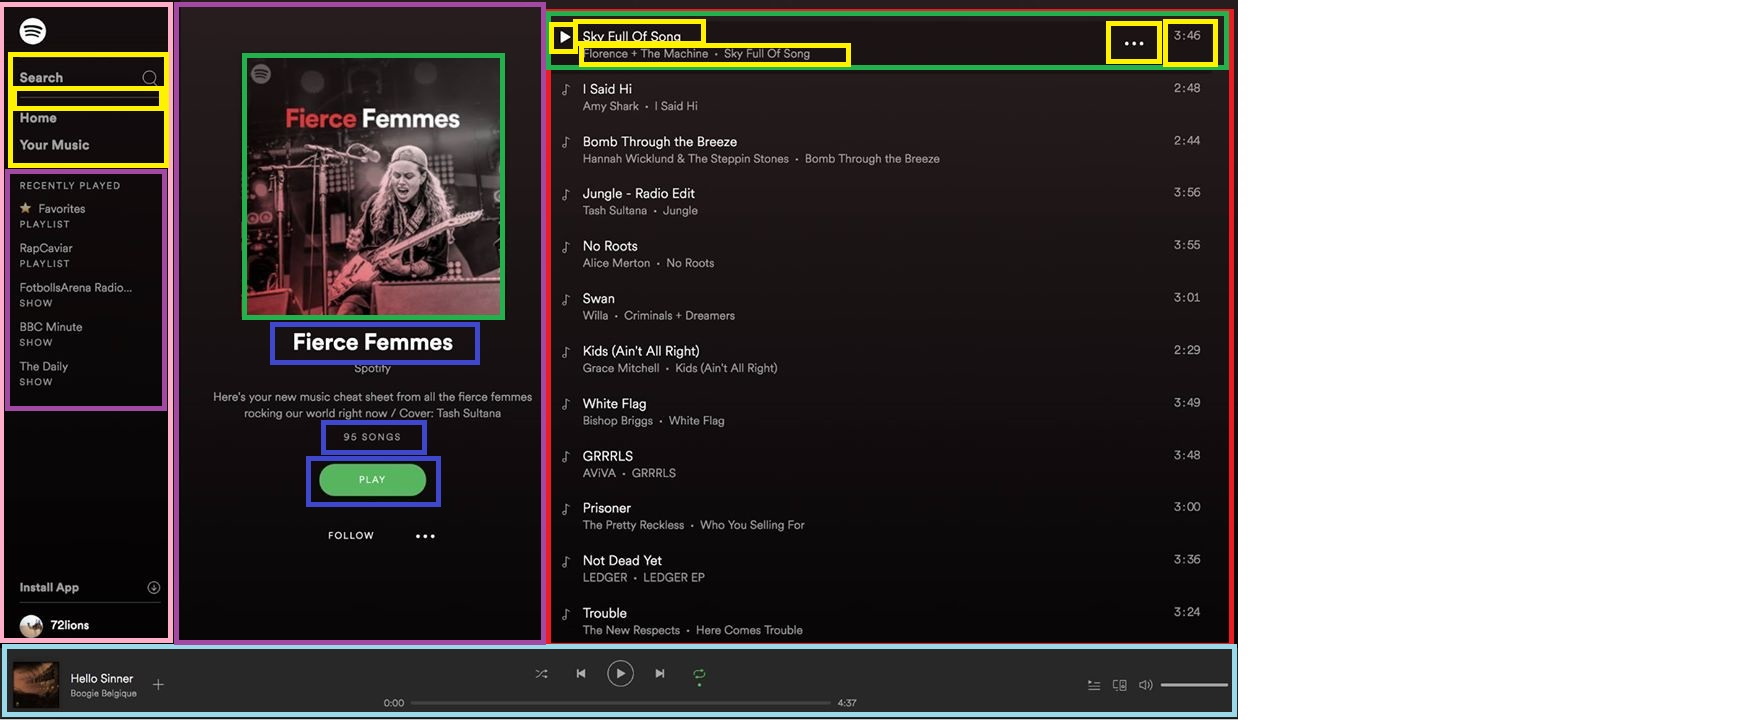 Search
Home
Your Music
RECENTLY PLAYED
Favorites
PLAYLIST
RapCaviar
PLAYLIST
FotbollsArena Radio...
SHOW
BBC Minute
SHOW
The Daily
SHOW
Install App
72lions
Fierce Femmes
Fierce Femmes
Spotify
Here's your new music cheat sheet from all the fierce femmes
rocking our world right now / Cover: Tash Sultana
95 SONGS
PLAY
FOLLOW •••
Sky Full Of Song ••• 3:46
Florence + The Machine • Sky Full Of Song
I Said Hi 2:48
Amy Shark • I Said Hi
Bomb Through the Breeze 2:44
Hannah Wicklund & The Steppin Stones • Bomb Through the Breeze
Jungle - Radio Edit 3:56
Tash Sultana • Jungle
No Roots 3:55
Alice Merton • No Roots
Swan 3:01
Willa • Criminals + Dreamers
Kids (Ain't All Right) 2:29
Grace Mitchell • Kids (Ain't All Right)
White Flag 3:49
Bishop Briggs • White Flag
GRRRLS 3:48
AViVA • GRRRLS
Prisoner 3:00
The Pretty Reckless • Who You Selling For
Not Dead Yet 3:36
LEDGER • LEDGER EP
Trouble 3:24
The New Respects • Here Comes Trouble
Hello Sinner
Boogie Belgique
0:00 4:37